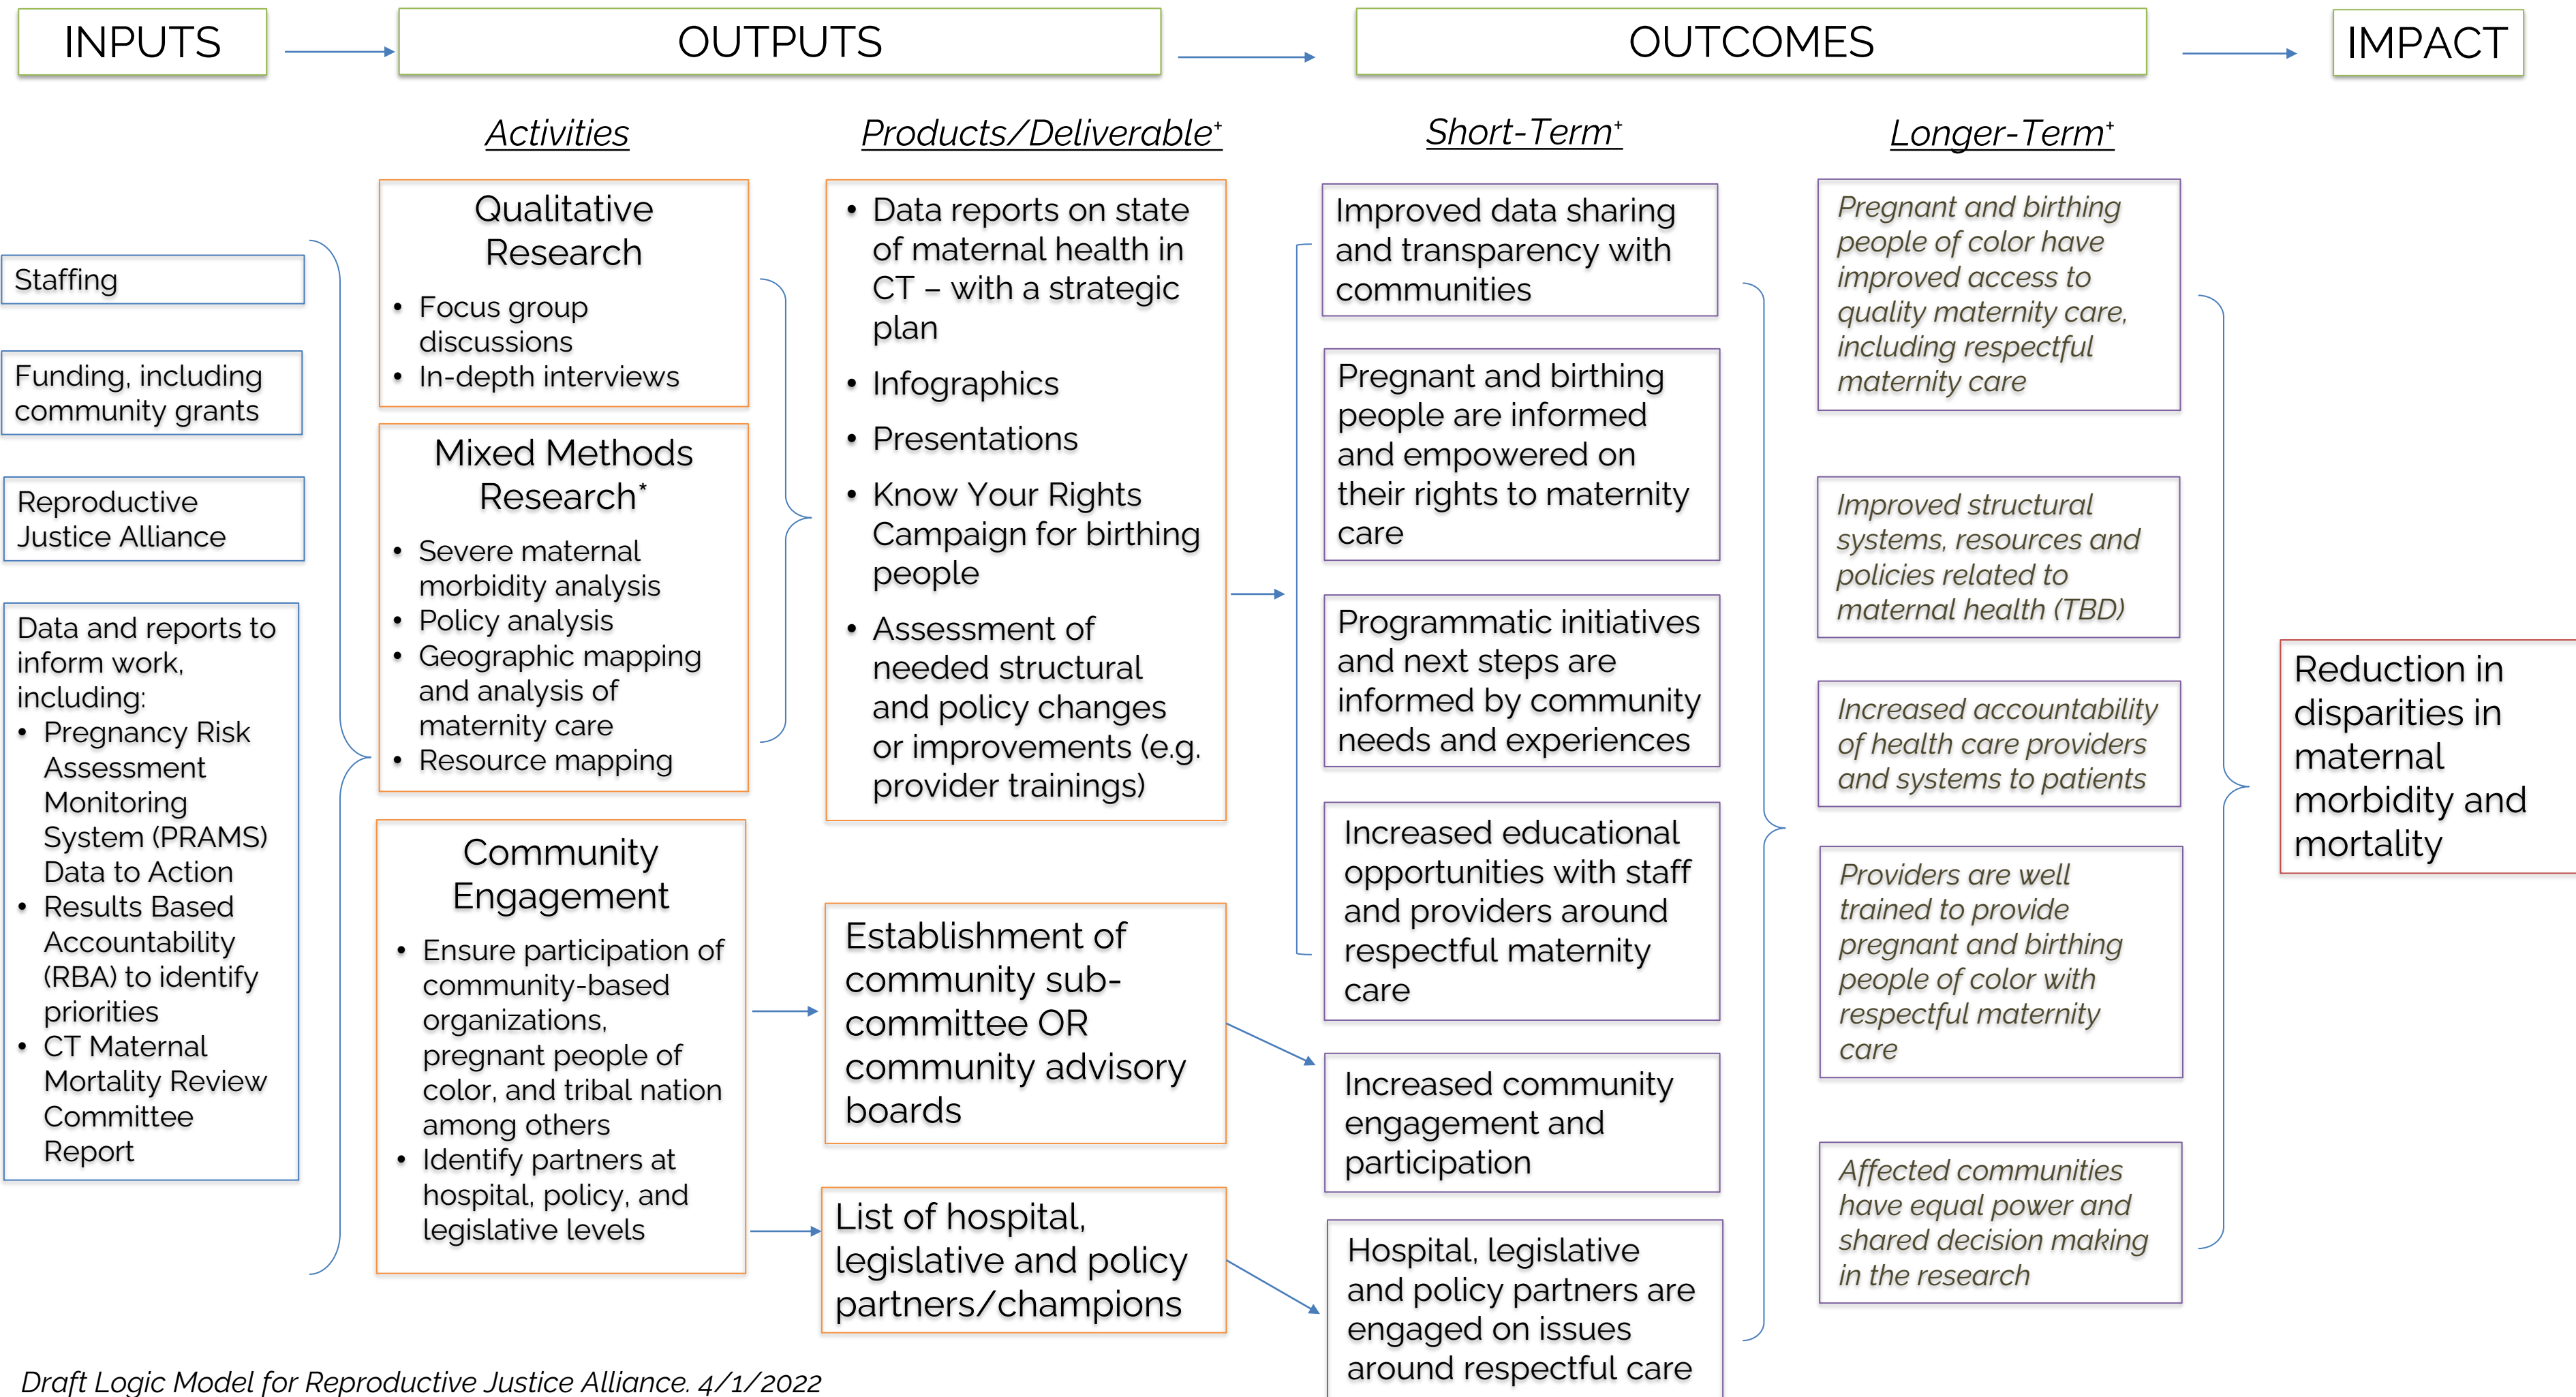 INPUTS
OUTPUTS
OUTCOMES
IMPACT
Activities
Products/Deliverable+
Short-Term+
Longer-Term+
Staffing
Funding, including
community grants
Reproductive
Justice Alliance
Data and reports to
inform work,
including:
• Pregnancy Risk
Assessment
Monitoring
System (PRAMS)
Data to Action
• Results Based
Accountability
(RBA) to identify
priorities
• CT Maternal
Mortality Review
Committee
Report
Qualitative
Research
• Focus group
discussions
• In-depth interviews
Mixed Methods
Research*
• Severe maternal
morbidity analysis
• Policy analysis
• Geographic mapping
and analysis of
maternity care
• Resource mapping
Community
Engagement
• Ensure participation of
community-based
organizations,
pregnant people of
color, and tribal nation
among others
• Identify partners at
hospital, policy, and
legislative levels
• Data reports on state
of maternal health in
CT – with a strategic
plan
• Infographics
• Presentations
• Know Your Rights
Campaign for birthing
people
• Assessment of
needed structural
and policy changes
or improvements (e.g.
provider trainings)
Establishment of
community sub-
committee OR
community advisory
boards
List of hospital,
legislative and policy
partners/champions
Improved data sharing
and transparency with
communities
Pregnant and birthing
people are informed
and empowered on
their rights to maternity
care
Programmatic initiatives
and next steps are
informed by community
needs and experiences
Increased educational
opportunities with staff
and providers around
respectful maternity
care
Increased community
engagement and
participation
Hospital, legislative
and policy partners are
engaged on issues
around respectful care
Pregnant and birthing
people of color have
improved access to
quality maternity care,
including respectful
maternity care
Improved structural
systems, resources and
policies related to
maternal health (TBD)
Increased accountability
of health care providers
and systems to patients
Providers are well
trained to provide
pregnant and birthing
people of color with
respectful maternity
care
Affected communities
have equal power and
shared decision making
in the research
Reduction in
disparities in
maternal
morbidity and
mortality
Draft Logic Model for Reproductive Justice Alliance. 4/1/2022